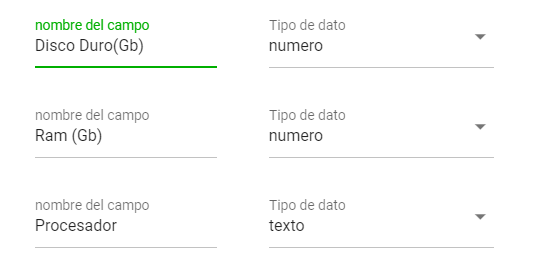 nombre del campo
Tipo de dato
Disco Duro(Gb)
numero
nombre del campo
Tipo de dato
Ram (Gb)
numero
nombre del campo
Tipo de dato
Procesador
texto